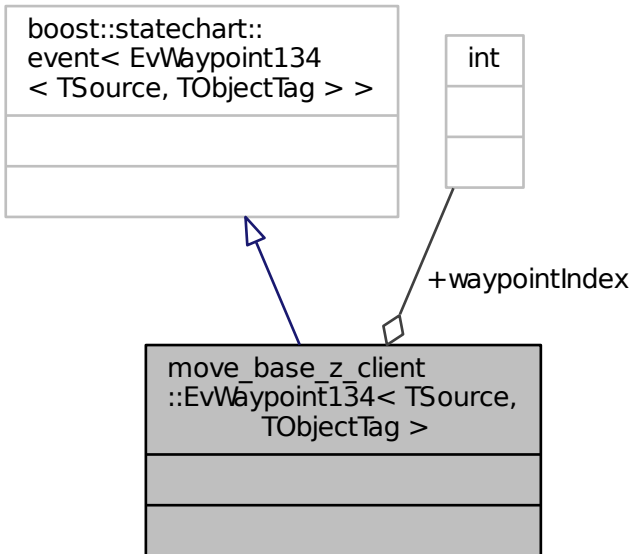 boost::statechart::
event< EvWaypoint134
< TSource, TObjectTag > >
int
+waypointIndex
move_base_z_client
::EvWaypoint134< TSource,
TObjectTag >